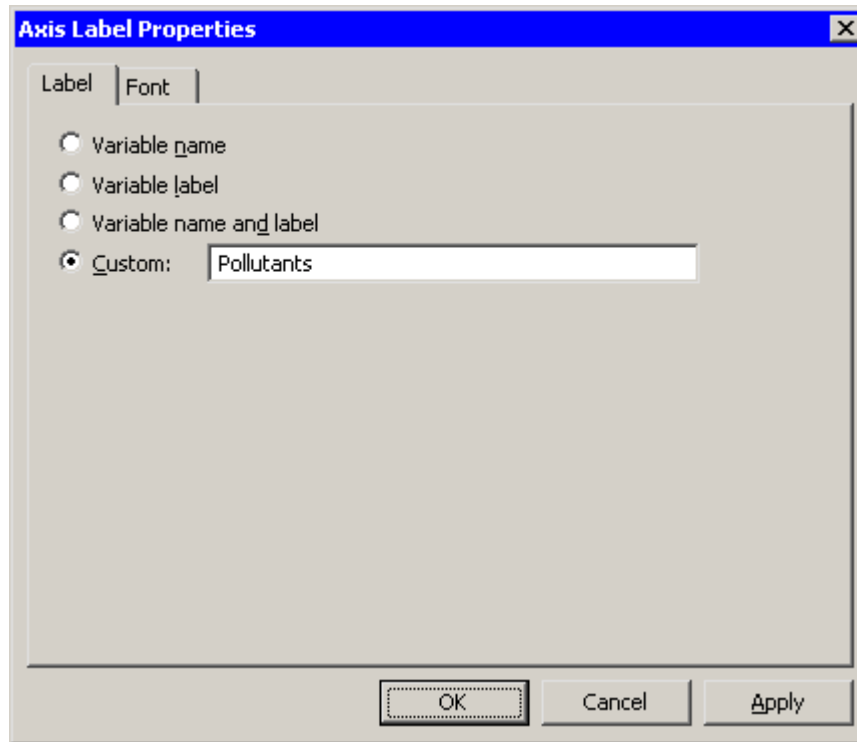 Axis Label Properties
Label Font
Variable name
Variable label
Variable name and label
Custom: Pollutants
OK Cancel Apply